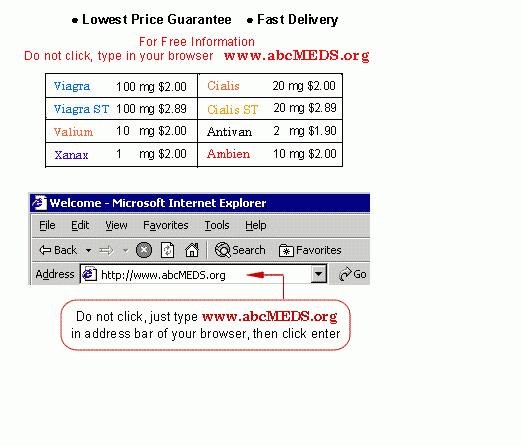 ● Lowest Price Guarantee ● Fast Delivery
For Free Information
Do not click, type in your browser www.abcMEDS.org
Viagra 100 mg $2.00 Cialis 20 mg $2.00
Viagra ST 100 mg $2.89 Cialis ST 20 mg $2.89
Valium 10 mg $2.00 Antivan 2 mg $1.90
Xanax 1 mg $2.00 Ambien 10 mg $2.00
Welcome - Microsoft Internet Explorer
File Edit View Favorites Tools Help
Back Search Favorites
Address http://www.abcMEDS.org Go
Do not click, just type www.abcMEDS.org
in address bar of your browser, then click enter